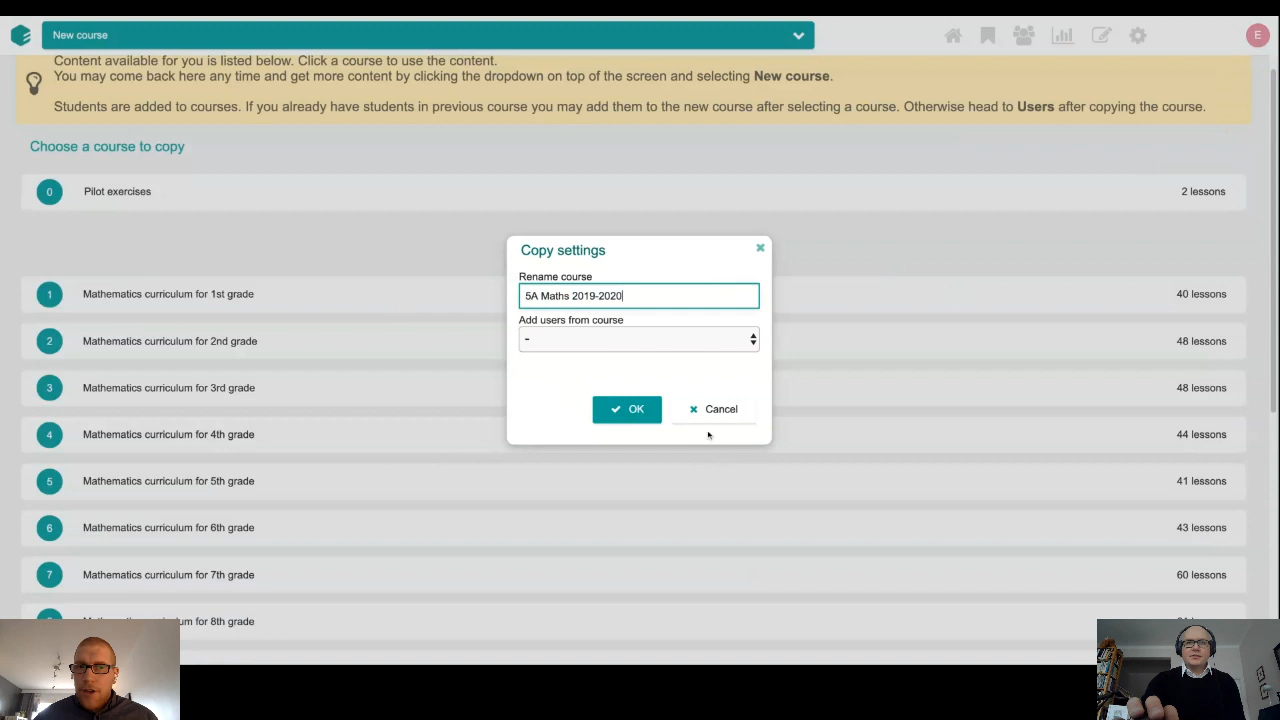 New course
E
Content available for you is listed below. Click a course to use the content.
You may come back here any time and get more content by clicking the dropdown on top of the screen and selecting New course.
Students are added to courses. If you already have students in previous course you may add them to the new course after selecting a course. Otherwise head to Users after copying the course.
Choose a course to copy
0 Pilot exercises 2 lessons
Copy settings
Rename course
5A Maths 2019-2020
Add users from course
-
OK Cancel
1 Mathematics curriculum for 1st grade 40 lessons
2 Mathematics curriculum for 2nd grade 48 lessons
3 Mathematics curriculum for 3rd grade 48 lessons
4 Mathematics curriculum for 4th grade 44 lessons
5 Mathematics curriculum for 5th grade 41 lessons
6 Mathematics curriculum for 6th grade 43 lessons
7 Mathematics curriculum for 7th grade 60 lessons
for 8th grade